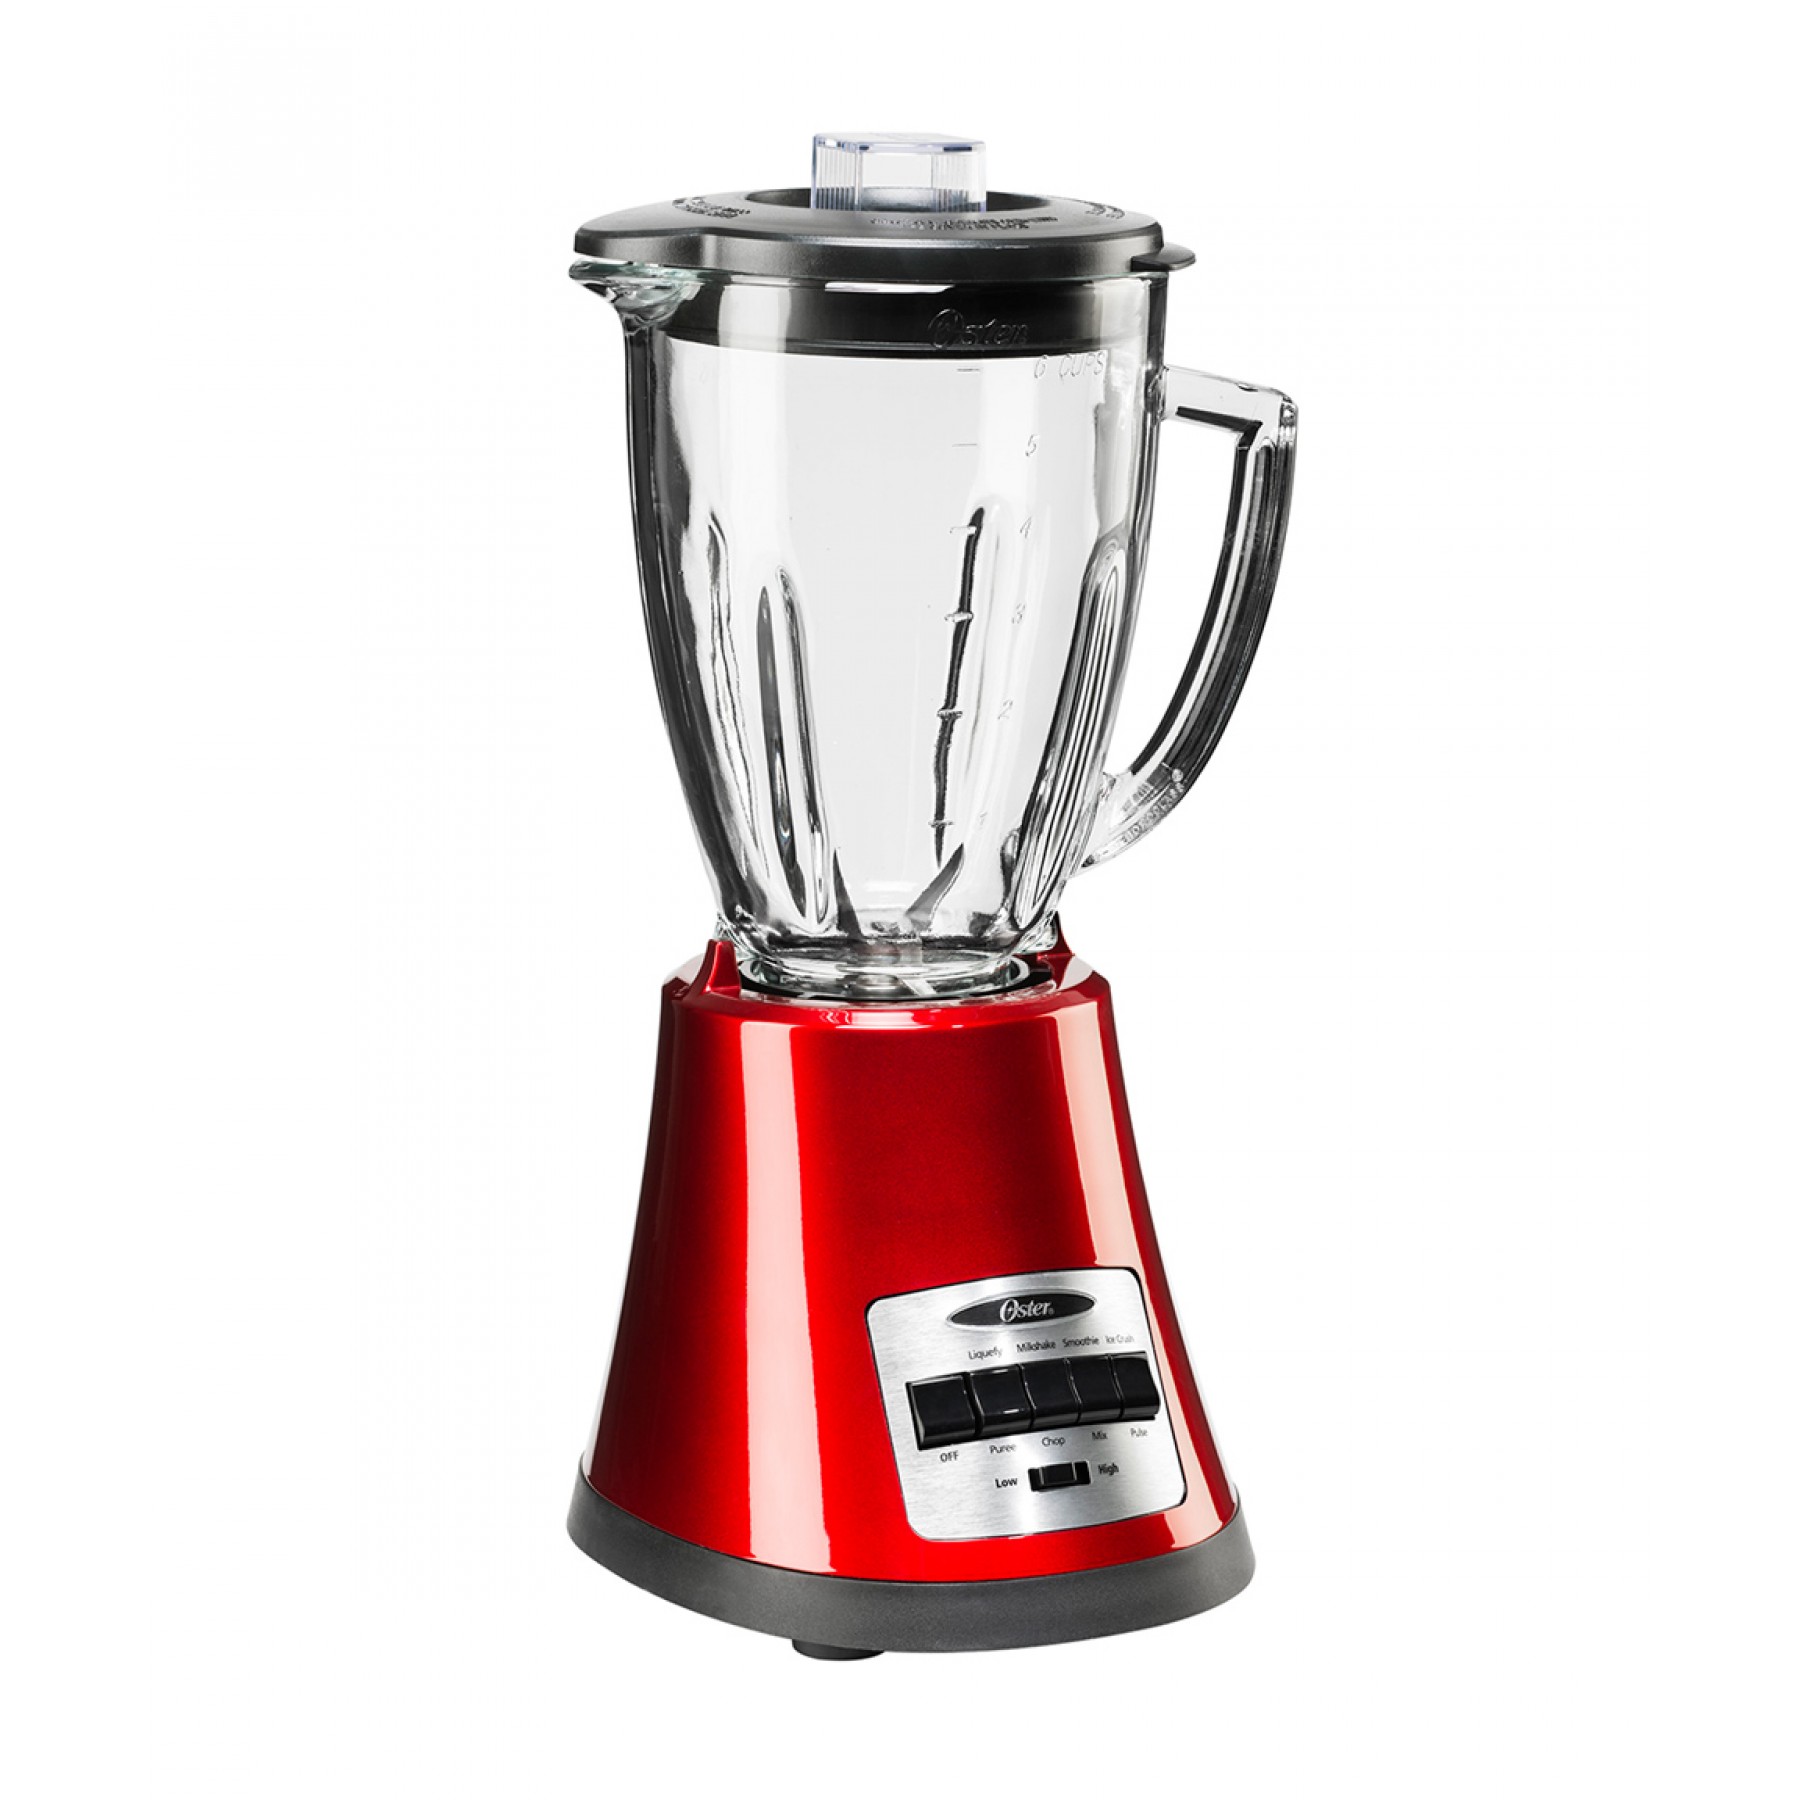 Oster
6 CUPS
5
4
3
2
1
Oster®
Liquefy Milkshake Smoothie Ice Crush
OFF Puree Chop Mix Pulse
Low High